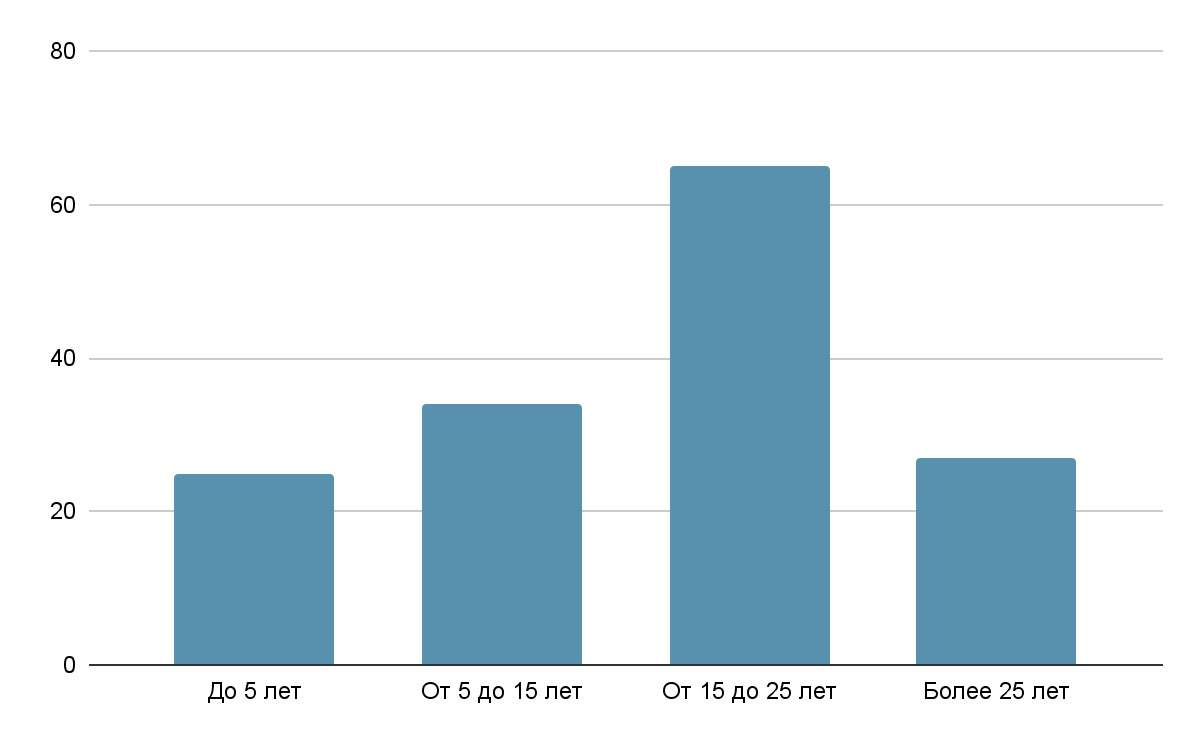 80
60
40
20
0
До 5 лет
От 5 до 15 лет
От 15 до 25 лет
Более 25 лет